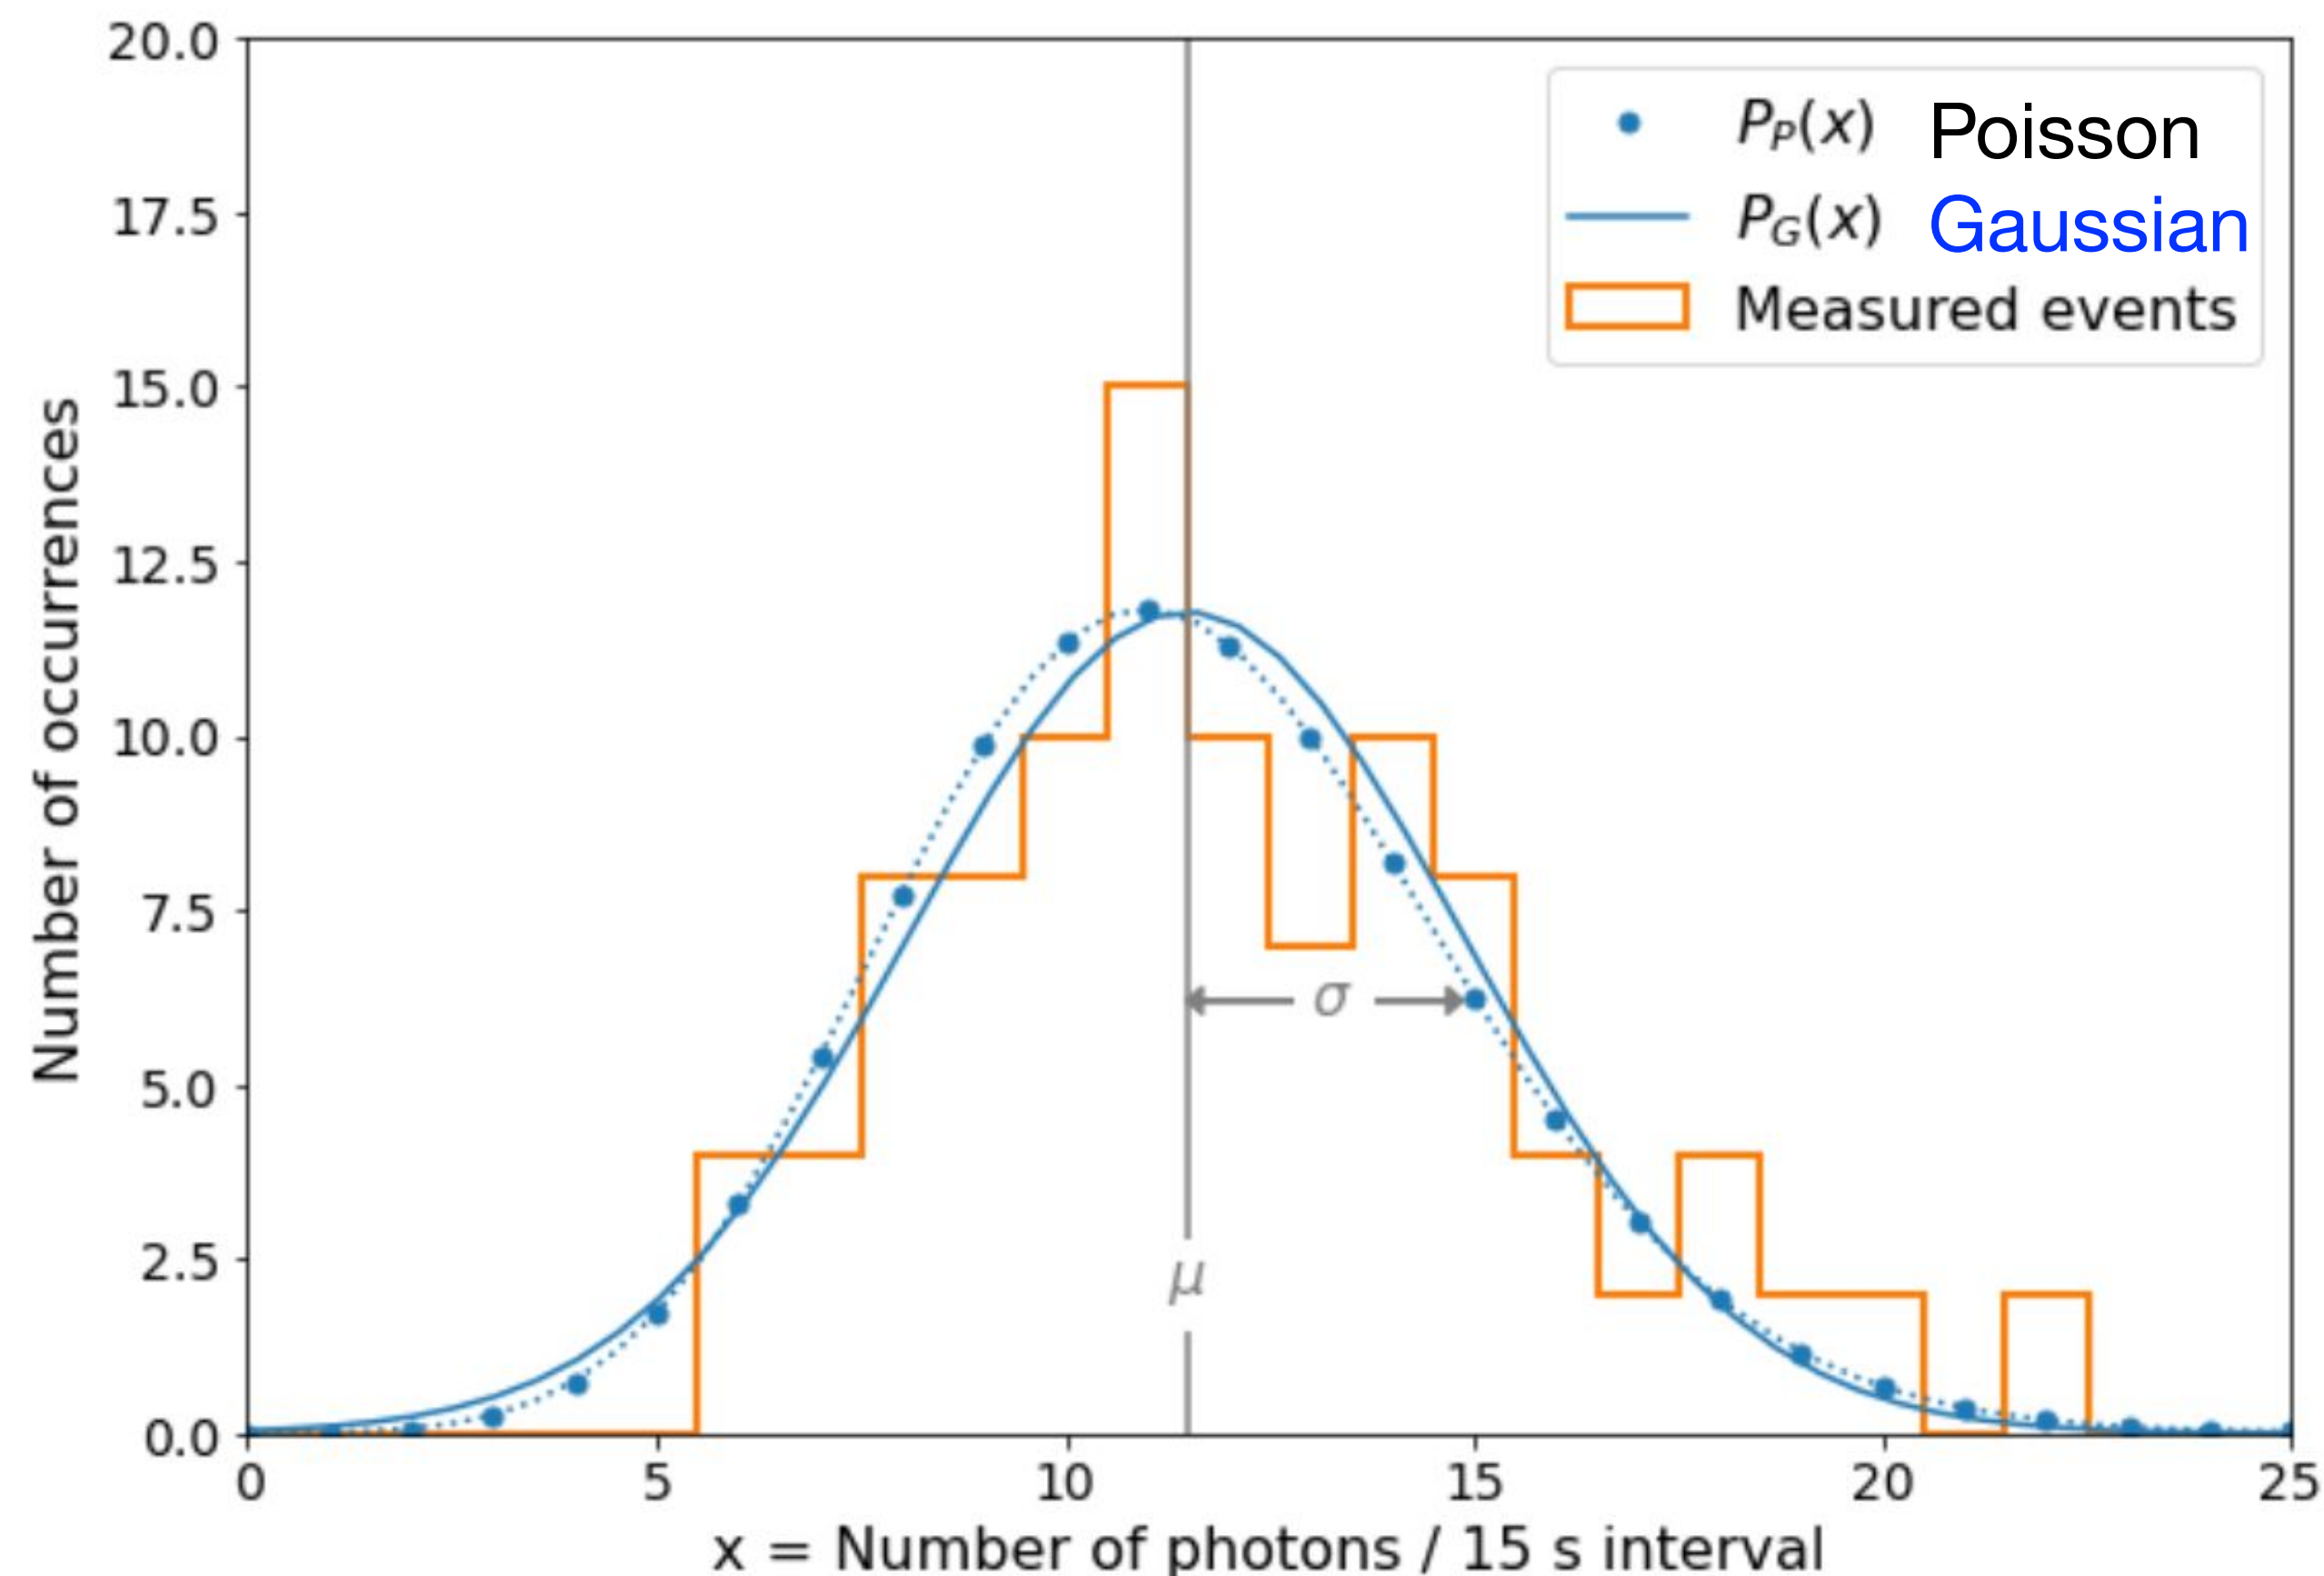 20.0
17.5
15.0
12.5
10.0
7.5
5.0
2.5
0.0
Number of occurrences
P_P(x) Poisson
P_G(x) Gaussian
Measured events
σ
μ
0 5 10 15 20 25
x = Number of photons / 15 s interval